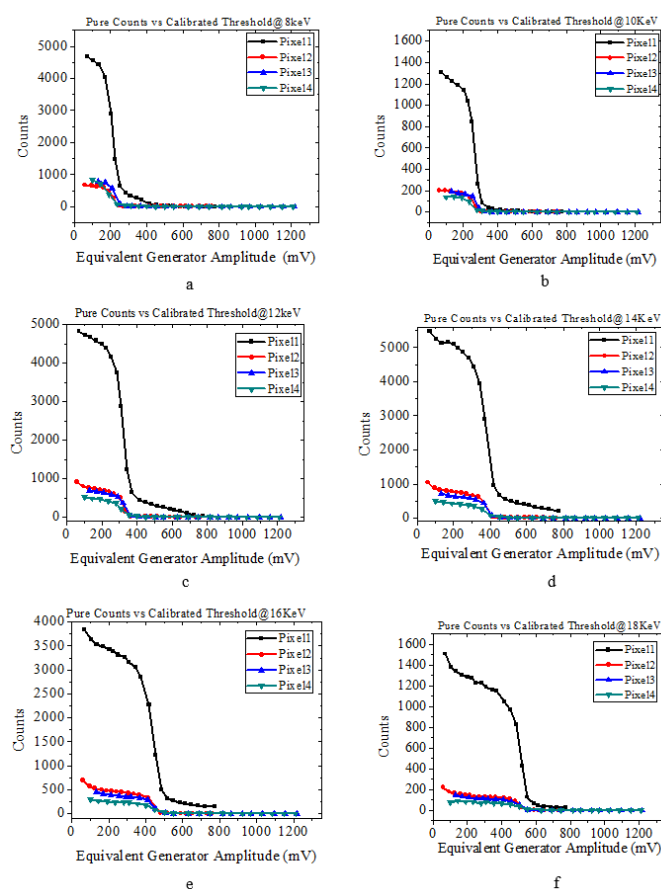 Pure Counts vs Calibrated Threshold@8keV
5000
4000
3000
2000
1000
0
Counts
Pixel1
Pixel2
Pixel3
Pixel4
0 200 400 600 800 1000 1200
Equivalent Generator Amplitude (mV)
a
Pure Counts vs Calibrated Threshold@10KeV
1600
1400
1200
1000
800
600
400
200
0
Counts
Pixel1
Pixel2
Pixel3
Pixel4
0 200 400 600 800 1000 1200
Equivalent Generator Amplitude (mV)
b
Pure Counts vs Calibrated Threshold@12keV
5000
4000
3000
2000
1000
0
Counts
Pixel1
Pixel2
Pixel3
Pixel4
0 200 400 600 800 1000 1200
Equivalent Generator Amplitude (mV)
c
Pure Counts vs Calibrated Threshold@14KeV
5000
4000
3000
2000
1000
0
Counts
Pixel1
Pixel2
Pixel3
Pixel4
0 200 400 600 800 1000 1200
Equivalent Generator Amplitude (mV)
d
Pure Counts vs Calibrated Threshold@16KeV
4000
3500
3000
2500
2000
1500
1000
500
0
Counts
Pixel1
Pixel2
Pixel3
Pixel4
0 200 400 600 800 1000 1200
Equivalent Generator Amplitude (mV)
e
Pure Counts vs Calibrated Threshold@18KeV
1800
1600
1400
1200
1000
800
600
400
200
0
Counts
Pixel1
Pixel2
Pixel3
Pixel4
0 200 400 600 800 1000 1200
Equivalent Generator Amplitude (mV)
f